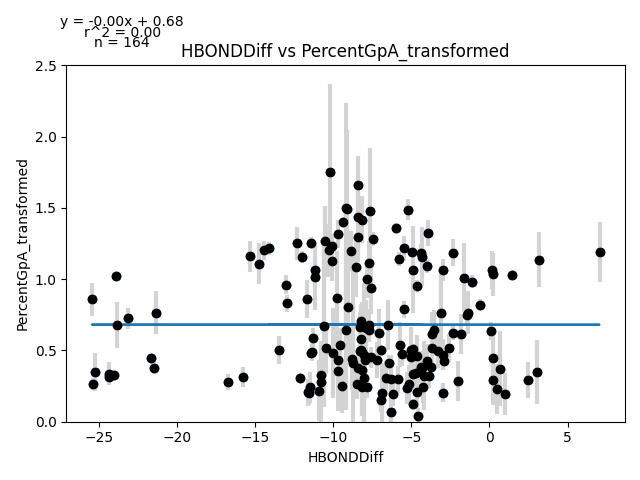 y = -0.00x + 0.68
r^2 = 0.00
n = 164
HBONDDiff vs PercentGpA_transformed
PercentGpA_transformed
2.5
2.0
1.5
1.0
0.5
0.0
−25
−20
−15
−10
−5
0
5
HBONDDiff